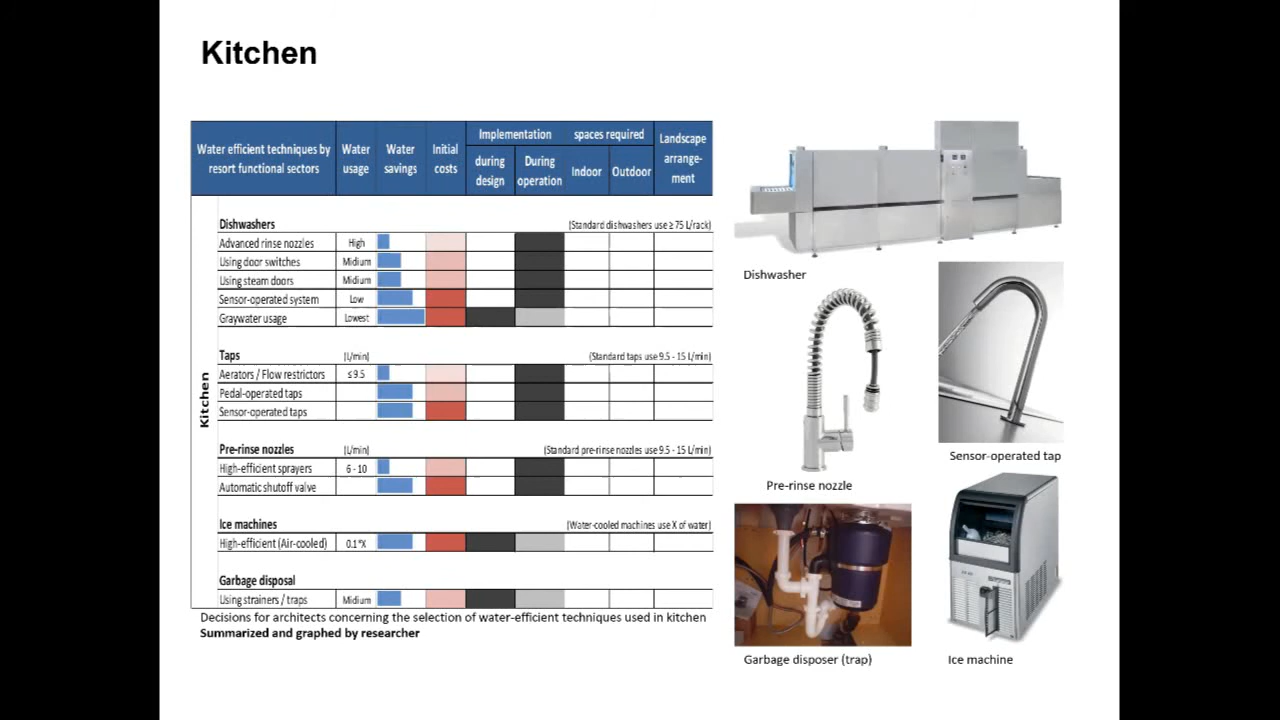 Kitchen
Water efficient techniques by resort functional sectors
Water usage
Water savings
Initial costs
Implementation spaces required
during design
During operation
Indoor
Outdoor
Landscape arrange-ment
Kitchen
Dishwashers (Standard dishwashers use ≥ 75 L/rack)
Advanced rinse nozzles High
Using door switches Midium
Using steam doors Midium
Sensor-operated system Low
Graywater usage Lowest
Taps (L/min) (Standard taps use 9.5 - 15 L/min)
Aerators / Flow restrictors ≤ 9.5
Pedal-operated taps
Sensor-operated taps
Pre-rinse nozzles (L/min) (Standard pre-rinse nozzles use 9.5 - 15 L/min)
High-efficient sprayers 6 - 10
Automatic shutoff valve
Ice machines (Water-cooled machines use X of water)
High-efficient (Air-cooled) 0.1*X
Garbage disposal
Using strainers / traps Midium
Decisions for architects concerning the selection of water-efficient techniques used in kitchen
Summarized and graphed by researcher
Dishwasher
Pre-rinse nozzle
Sensor-operated tap
Garbage disposer (trap)
Ice machine